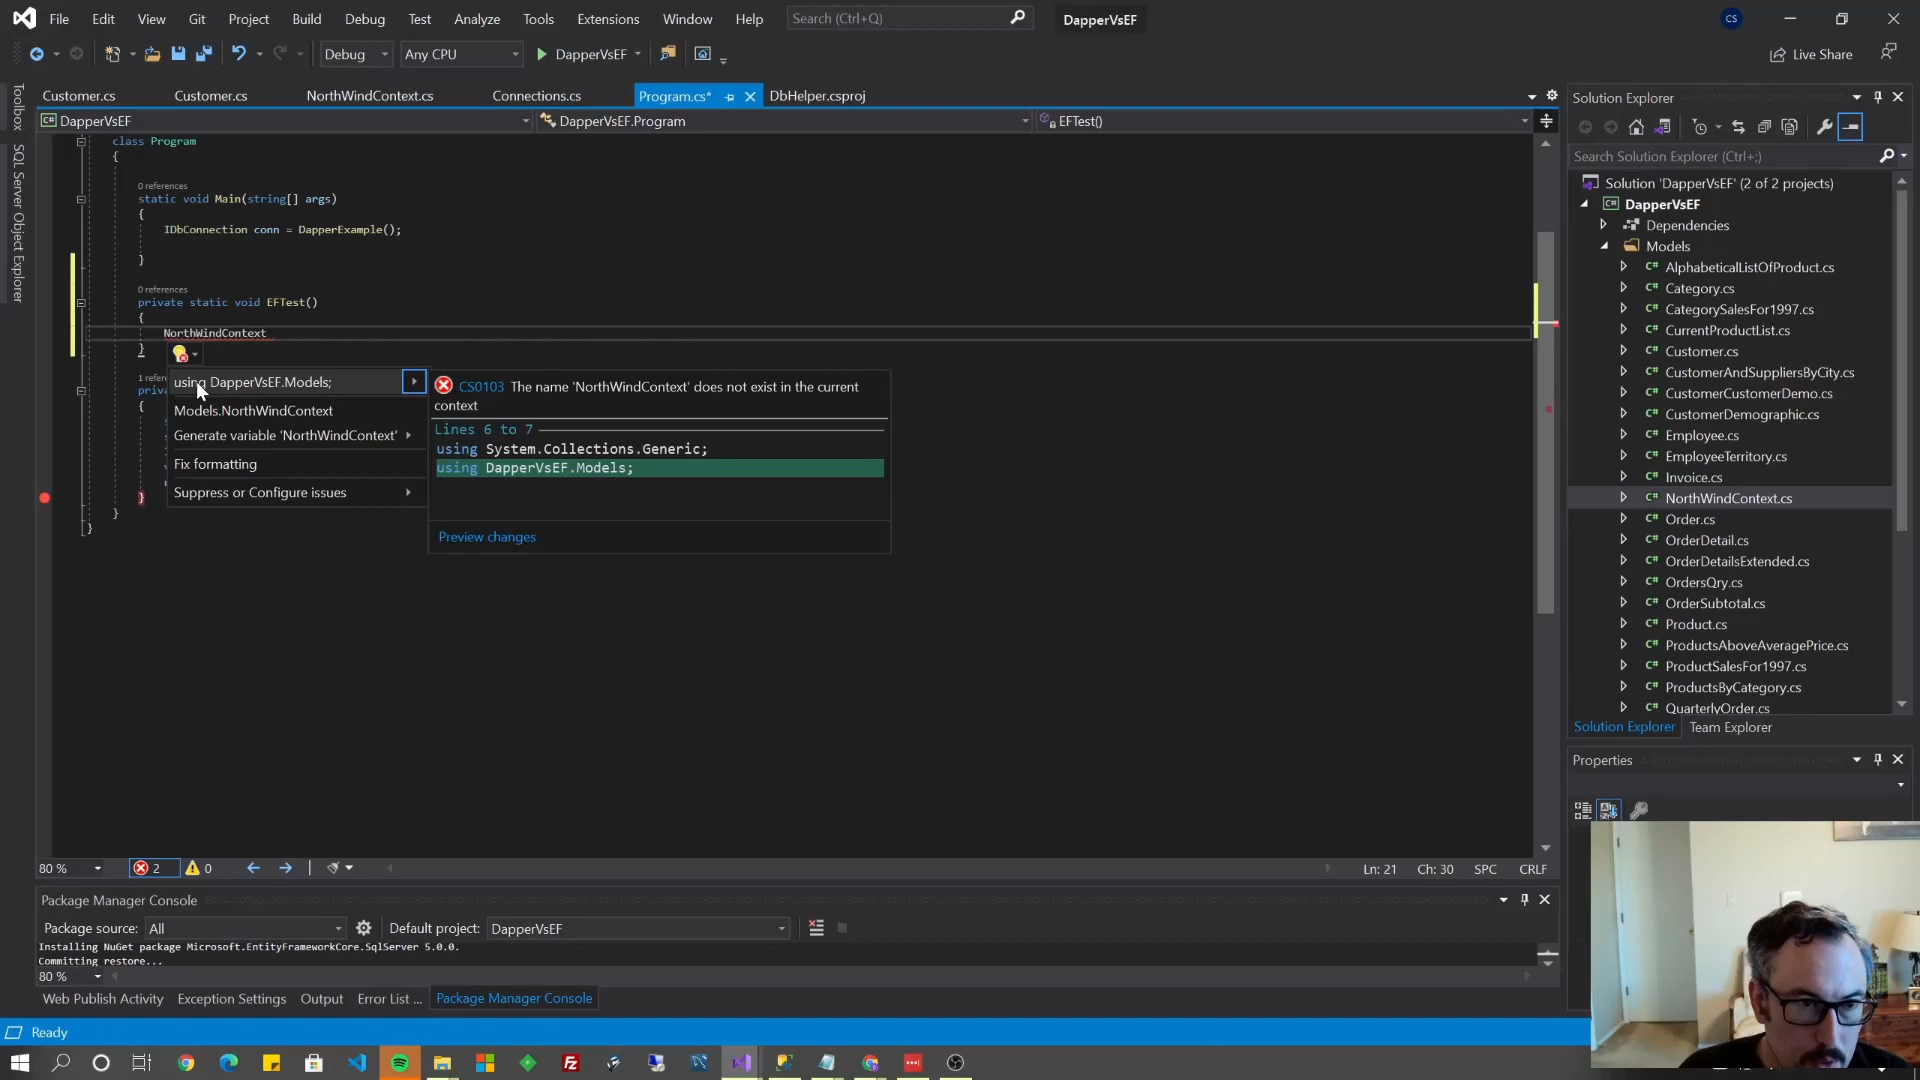 File Edit View Git Project Build Debug Test Analyze Tools Extensions Window Help Search (Ctrl+Q) DapperVsEF CS
Debug Any CPU DapperVsEF Live Share
Customer.cs Customer.cs NorthWindContext.cs Connections.cs Program.cs* DbHelper.csproj
DapperVsEF DapperVsEF.Program EFTest()
class Program
{
0 references
static void Main(string[] args)
{
IDbConnection conn = DapperExample();
}
0 references
private static void EFTest()
{
NorthWindContext
}
using DapperVsEF.Models;
Models.NorthWindContext
Generate variable 'NorthWindContext'
Fix formatting
Suppress or Configure issues
CS0103 The name 'NorthWindContext' does not exist in the current
context
Lines 6 to 7
using System.Collections.Generic;
using DapperVsEF.Models;
Preview changes
1 refere
priva
{
}
}
}
80 % 2 0 Ln: 21 Ch: 30 SPC CRLF
Package Manager Console
Package source: All Default project: DapperVsEF
Installing NuGet package Microsoft.EntityFrameworkCore.SqlServer 5.0.0.
Committing restore...
80 %
Web Publish Activity Exception Settings Output Error List ... Package Manager Console
Ready
Toolbox
SQL Server Object Explorer
Solution Explorer
Search Solution Explorer (Ctrl+;)
Solution 'DapperVsEF' (2 of 2 projects)
C# DapperVsEF
Dependencies
Models
C# AlphabeticalListOfProduct.cs
C# Category.cs
C# CategorySalesFor1997.cs
C# CurrentProductList.cs
C# Customer.cs
C# CustomerAndSuppliersByCity.cs
C# CustomerCustomerDemo.cs
C# CustomerDemographic.cs
C# Employee.cs
C# EmployeeTerritory.cs
C# Invoice.cs
C# NorthWindContext.cs
C# Order.cs
C# OrderDetail.cs
C# OrderDetailsExtended.cs
C# OrdersQry.cs
C# OrderSubtotal.cs
C# Product.cs
C# ProductsAboveAveragePrice.cs
C# ProductSalesFor1997.cs
C# ProductsByCategory.cs
C# QuarterlyOrder.cs
Solution Explorer Team Explorer
Properties